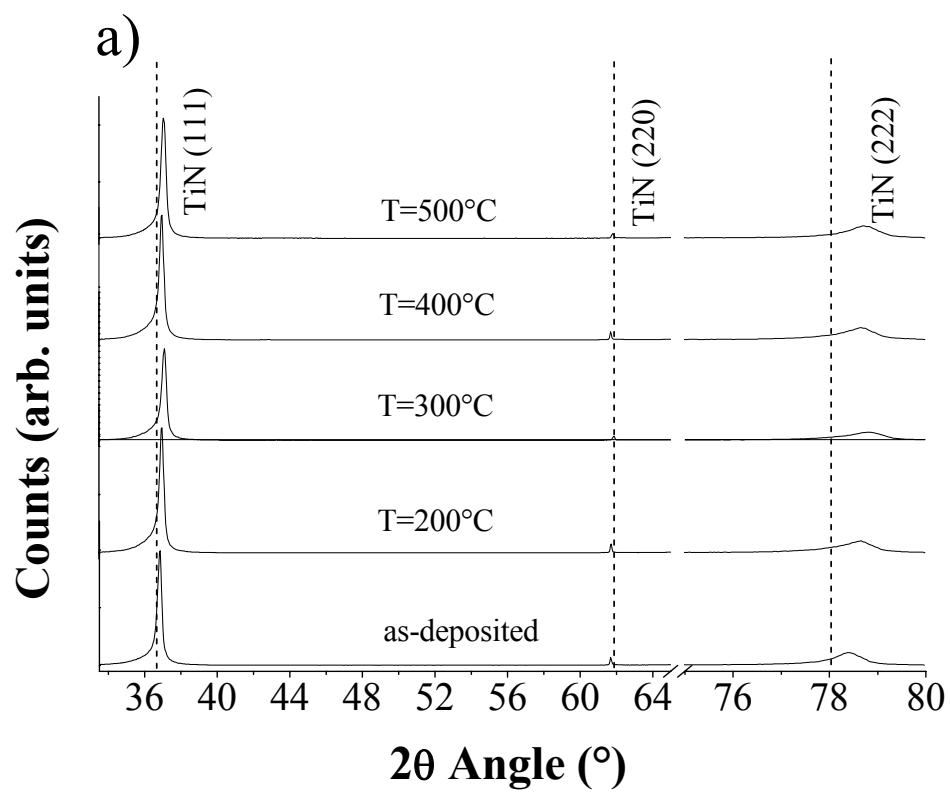 a)
TiN (111)
TiN (220)
TiN (222)
T=500°C
T=400°C
T=300°C
T=200°C
as-deposited
Counts (arb. units)
36 40 44 48 52 56 60 64 76 78 80
2θ Angle (°)